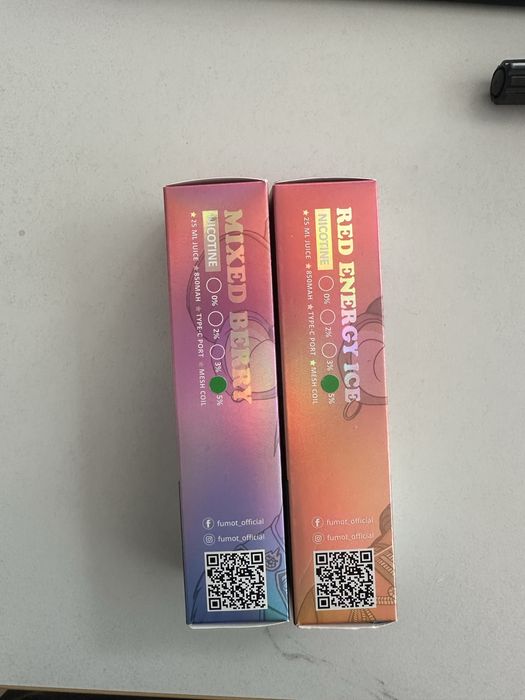 MIXED BERRY
NICOTINE
0%
2%
3%
5%
★ 25 ML JUICE ★ 850MAH ★ TYPE-C PORT ★ MESH COIL
fumot_official
fumot_official
RED ENERGY ICE
NICOTINE
0%
2%
3%
5%
★ 25 ML JUICE ★ 850MAH ★ TYPE-C PORT ★ MESH COIL
fumot_official
fumot_official